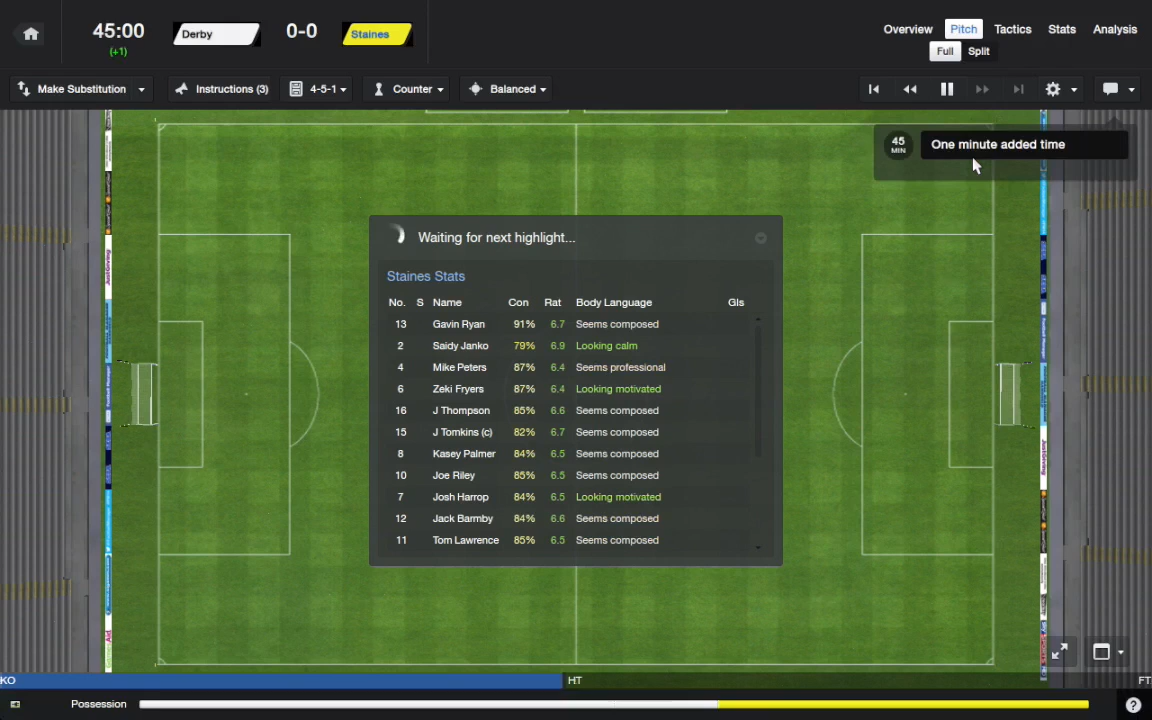 45:00
(+1)
Derby
0-0
Staines
Overview Pitch Tactics Stats Analysis
Full Split
Make Substitution
Instructions (3)
4-5-1
Counter
Balanced
45 MIN
One minute added time
Waiting for next highlight...
Staines Stats
No. S Name Con Rat Body Language Gls
13 Gavin Ryan 91% 6.7 Seems composed
2 Saidy Janko 79% 6.9 Looking calm
4 Mike Peters 87% 6.4 Seems professional
6 Zeki Fryers 87% 6.4 Looking motivated
16 J Thompson 85% 6.6 Seems composed
15 J Tomkins (c) 82% 6.7 Seems composed
8 Kasey Palmer 84% 6.5 Seems composed
10 Joe Riley 85% 6.5 Seems composed
7 Josh Harrop 84% 6.5 Looking motivated
12 Jack Barmby 84% 6.6 Seems composed
11 Tom Lawrence 85% 6.5 Seems composed
JustGiving
JustGiving
KO HT FT
Possession
?